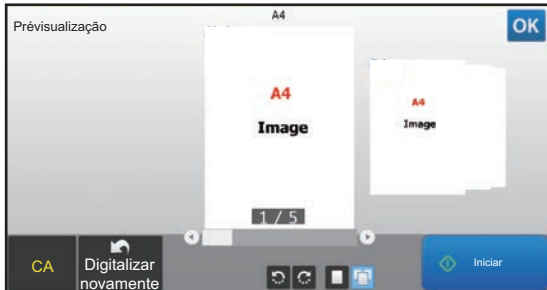 A4
Prévisualização
OK
A4
Image
A4
Image
1 / 5
CA
Digitalizar
novamente
Iniciar